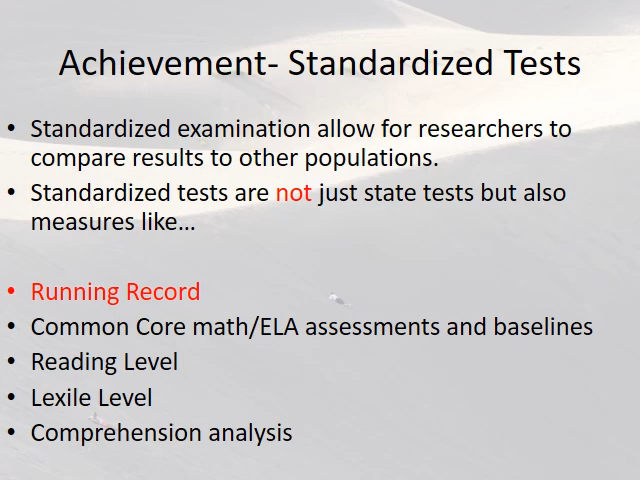 Achievement- Standardized Tests
• Standardized examination allow for researchers to
compare results to other populations.
• Standardized tests are not just state tests but also
measures like…
• Running Record
• Common Core math/ELA assessments and baselines
• Reading Level
• Lexile Level
• Comprehension analysis